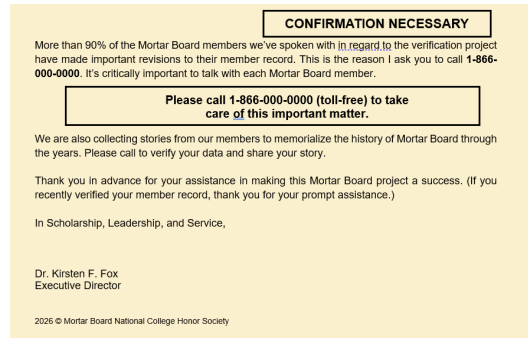 CONFIRMATION NECESSARY
More than 90% of the Mortar Board members we've spoken with in regard to the verification project
have made important revisions to their member record. This is the reason I ask you to call 1-866-
000-0000. It's critically important to talk with each Mortar Board member.
Please call 1-866-000-0000 (toll-free) to take
care of this important matter.
We are also collecting stories from our members to memorialize the history of Mortar Board through
the years. Please call to verify your data and share your story.
Thank you in advance for your assistance in making this Mortar Board project a success. (If you
recently verified your member record, thank you for your prompt assistance.)
In Scholarship, Leadership, and Service,
Dr. Kirsten F. Fox
Executive Director
2026 © Mortar Board National College Honor Society